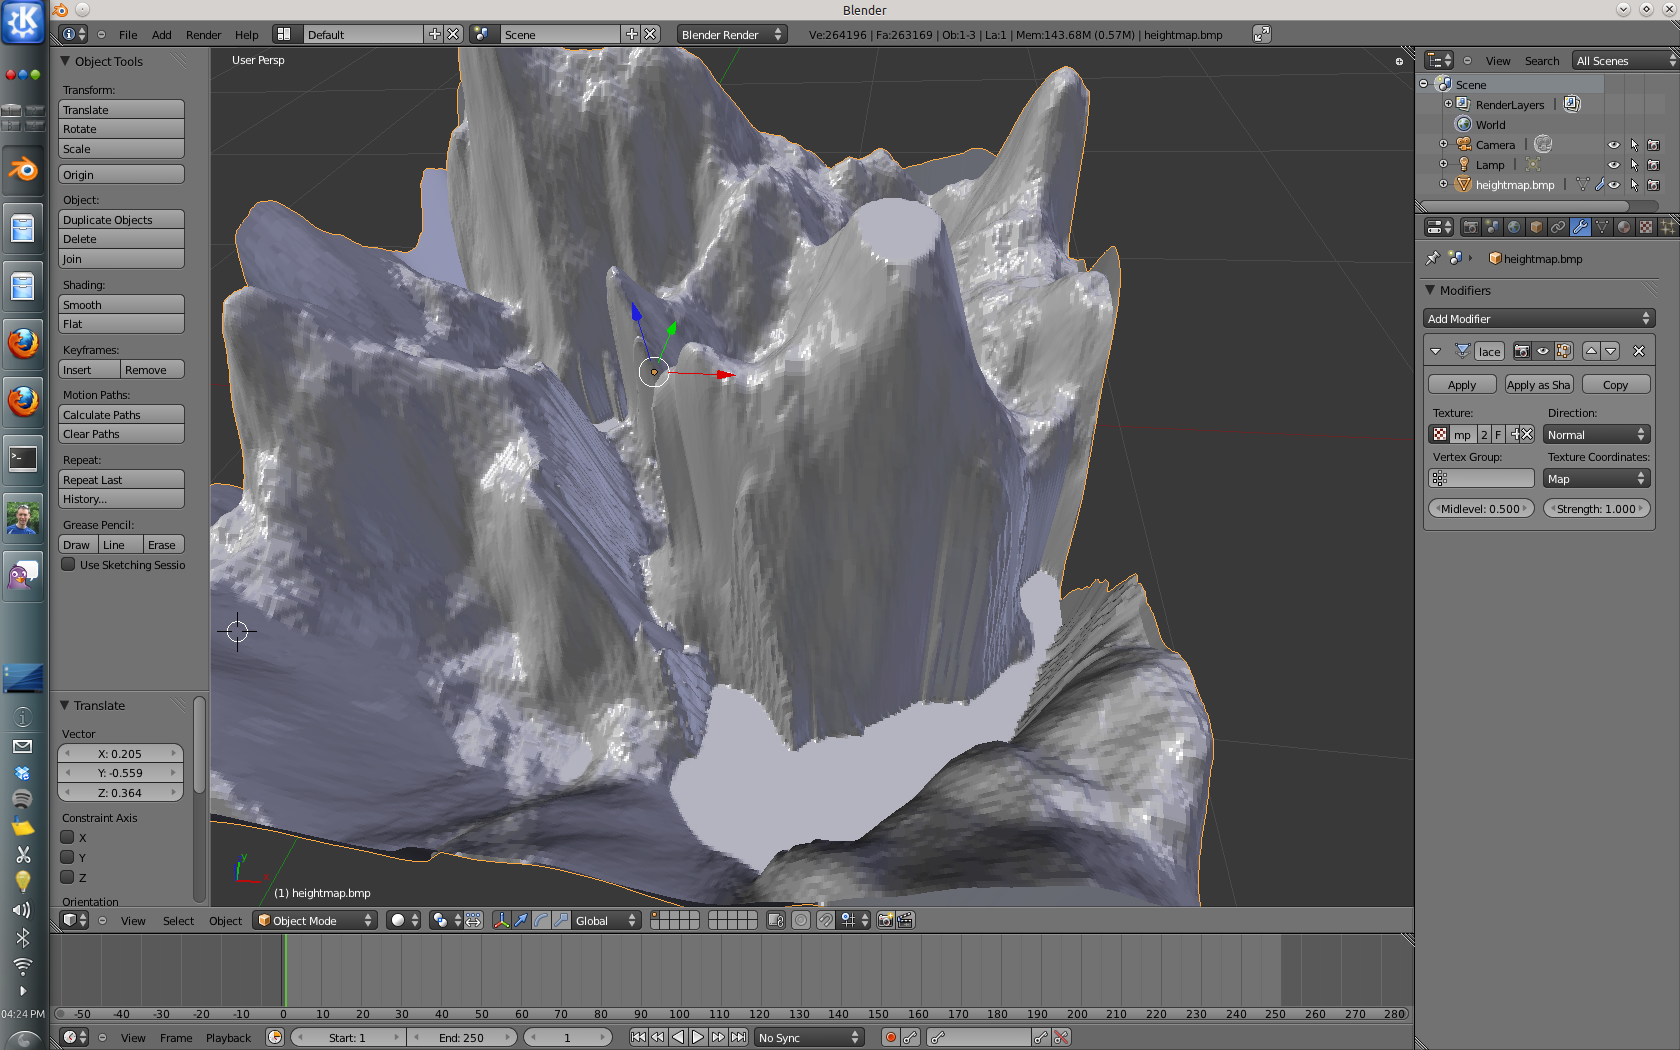 Blender
File Add Render Help Default Scene Blender Render Ve:264196 | Fa:263169 | Ob:1-3 | La:1 | Mem:143.68M (0.57M) | heightmap.bmp
Object Tools
Transform:
Translate
Rotate
Scale
Origin
Object:
Duplicate Objects
Delete
Join
Shading:
Smooth
Flat
Keyframes:
Insert Remove
Motion Paths:
Calculate Paths
Clear Paths
Repeat:
Repeat Last
History...
Grease Pencil:
Draw Line Erase
Use Sketching Sessio
Translate
Vector
X: 0.205
Y: -0.559
Z: 0.364
Constraint Axis
X
Y
Z
Orientation
User Persp
(1) heightmap.bmp
View Select Object Object Mode Global
View Search All Scenes
Scene
RenderLayers
World
Camera
Lamp
heightmap.bmp
heightmap.bmp
Modifiers
Add Modifier
lace
Apply Apply as Sha Copy
Texture: Direction:
mp 2 F Normal
Vertex Group: Texture Coordinates:
Map
Midlevel: 0.500 Strength: 1.000
-50 -40 -30 -20 -10 0 10 20 30 40 50 60 70 80 90 100 110 120 130 140 150 160 170 180 190 200 210 220 230 240 250 260 270 280
View Frame Playback Start: 1 End: 250 1 No Sync
04:24 PM